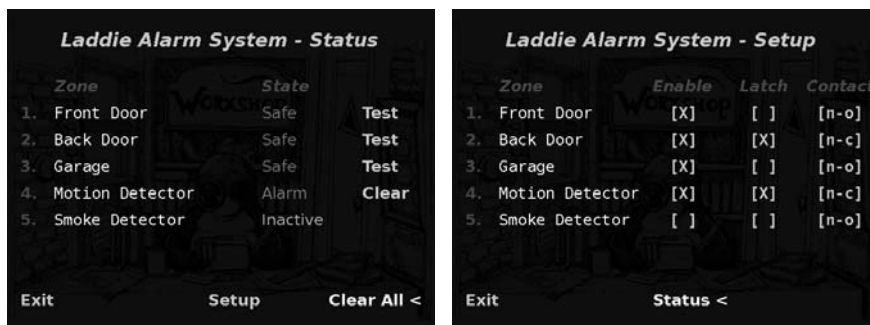 Laddie Alarm System - Status
Zone State
1. Front Door Safe Test
2. Back Door Safe Test
3. Garage Safe Test
4. Motion Detector Alarm Clear
5. Smoke Detector Inactive
Exit Setup Clear All <
Laddie Alarm System - Setup
Zone Enable Latch Contact
1. Front Door [X] [ ] [n-o]
2. Back Door [X] [X] [n-c]
3. Garage [X] [ ] [n-o]
4. Motion Detector [X] [X] [n-c]
5. Smoke Detector [ ] [ ] [n-o]
Exit Status <
WORKSHOP